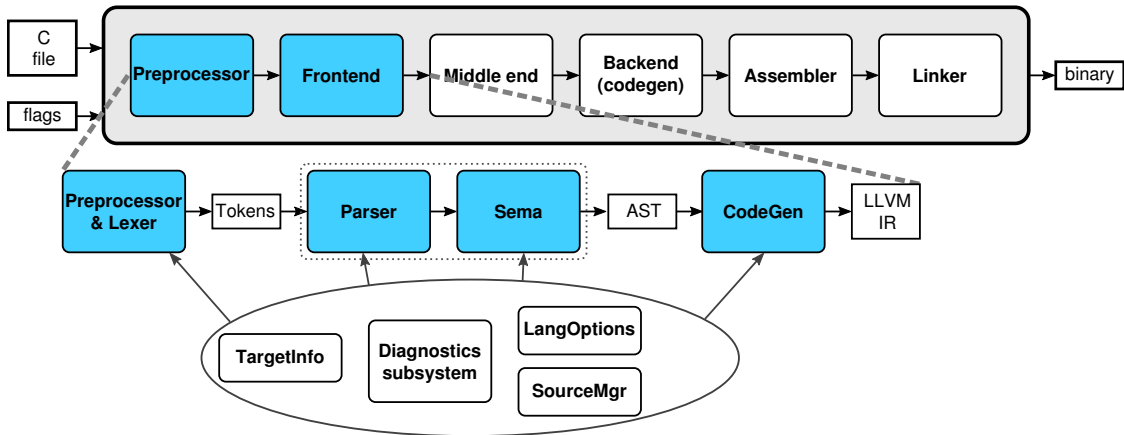 C
file
flags
Preprocessor
Frontend
Middle end
Backend
(codegen)
Assembler
Linker
binary
Preprocessor
& Lexer
Tokens
Parser
Sema
AST
CodeGen
LLVM
IR
TargetInfo
Diagnostics
subsystem
LangOptions
SourceMgr